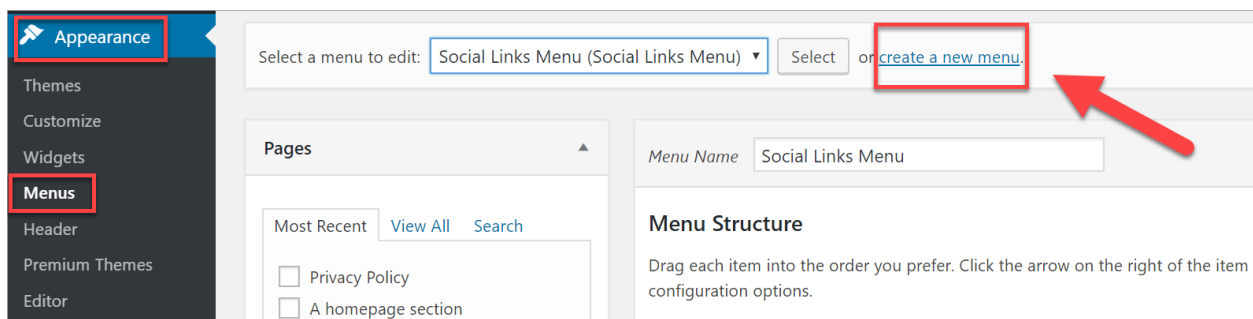 Appearance
Themes
Customize
Widgets
Menus
Header
Premium Themes
Editor
Select a menu to edit: Social Links Menu (Social Links Menu) Select or create a new menu.
Pages
Most Recent View All Search
Privacy Policy
A homepage section
Menu Name Social Links Menu
Menu Structure
Drag each item into the order you prefer. Click the arrow on the right of the item
configuration options.